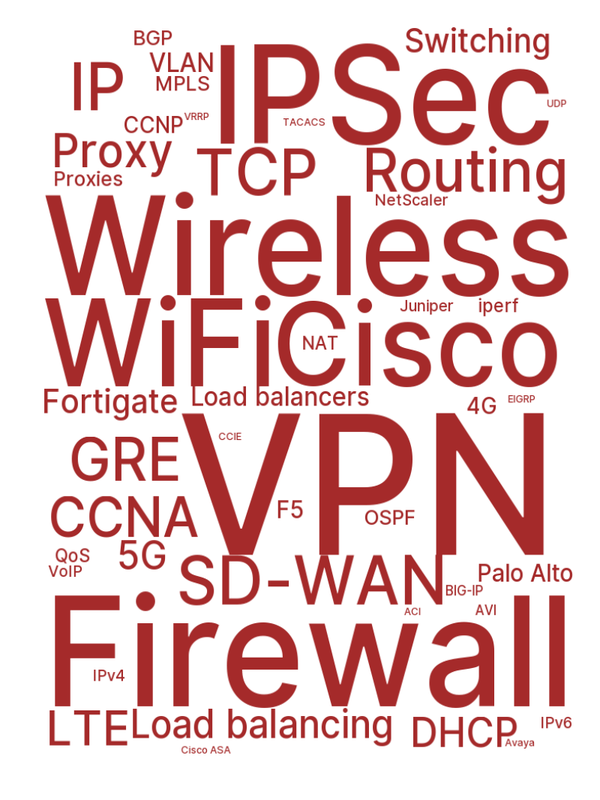 BGP
Switching
VLAN
IPSec
IP
MPLS
UDP
VRRP
TACACS
CCNP
Proxy
TCP
Routing
Proxies
NetScaler
Wireless
Juniper
iperf
WiFi
Cisco
NAT
Fortigate
Load balancers
4G
EIGRP
VPN
CCIE
GRE
F5
OSPF
CCNA
QoS
5G
VoIP
SD-WAN
Palo Alto
BIG-IP
ACI
AVI
Firewall
IPv4
LTE
Load balancing
DHCP
IPv6
Avaya
Cisco ASA